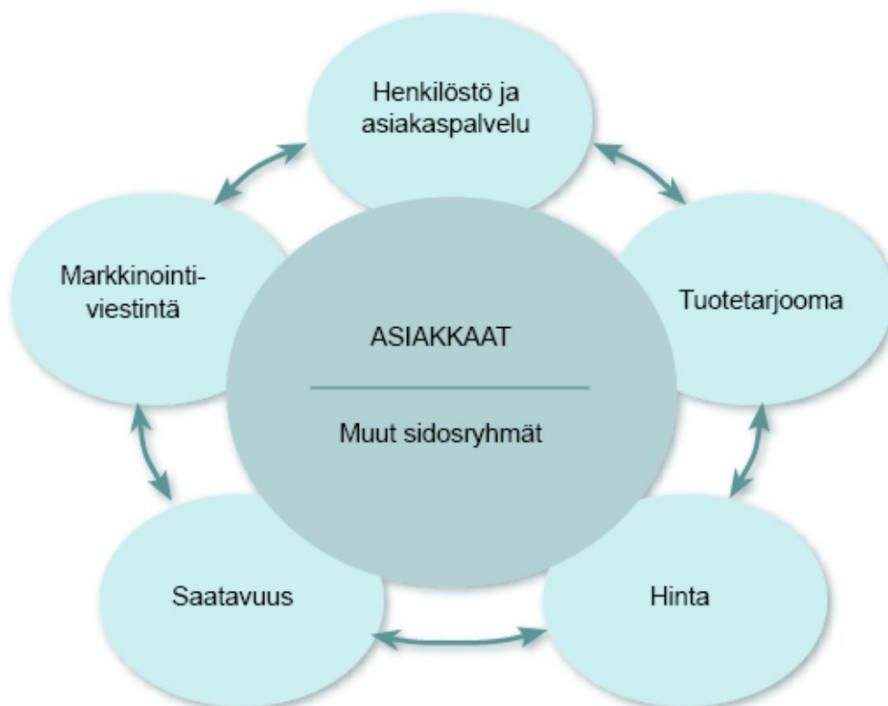 Henkilöstö ja
asiakaspalvelu
Markkinointi-
viestintä
Tuotetarjooma
ASIAKKAAT
Muut sidosryhmät
Saatavuus
Hinta